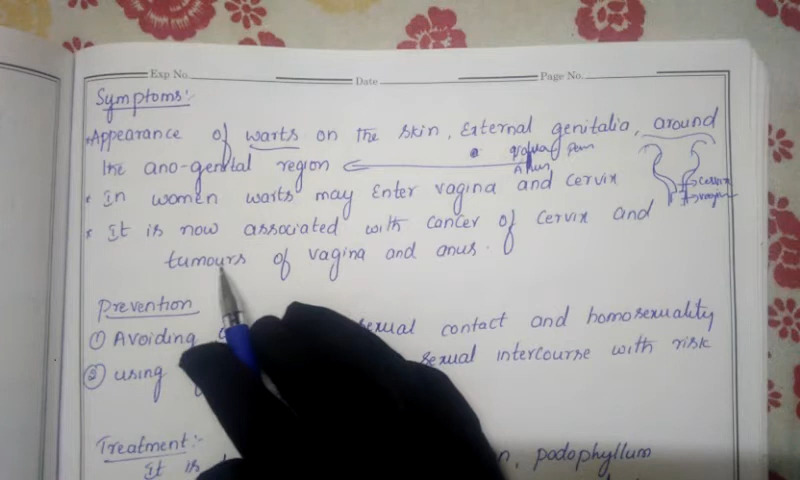 Exp No.
Date
Page No.
Symptoms:-
* Appearance of warts on the skin, External genitalia, around
the ano-genital region
Anus
* In women warts may Enter vagina and cervix
cervix
vagina
* It is now associated with cancer of cervix and
tumours of vagina and anus.
Prevention
① Avoiding sexual contact and homosexuality
② using sexual intercourse with risk
Treatment:-
It is podophyllum